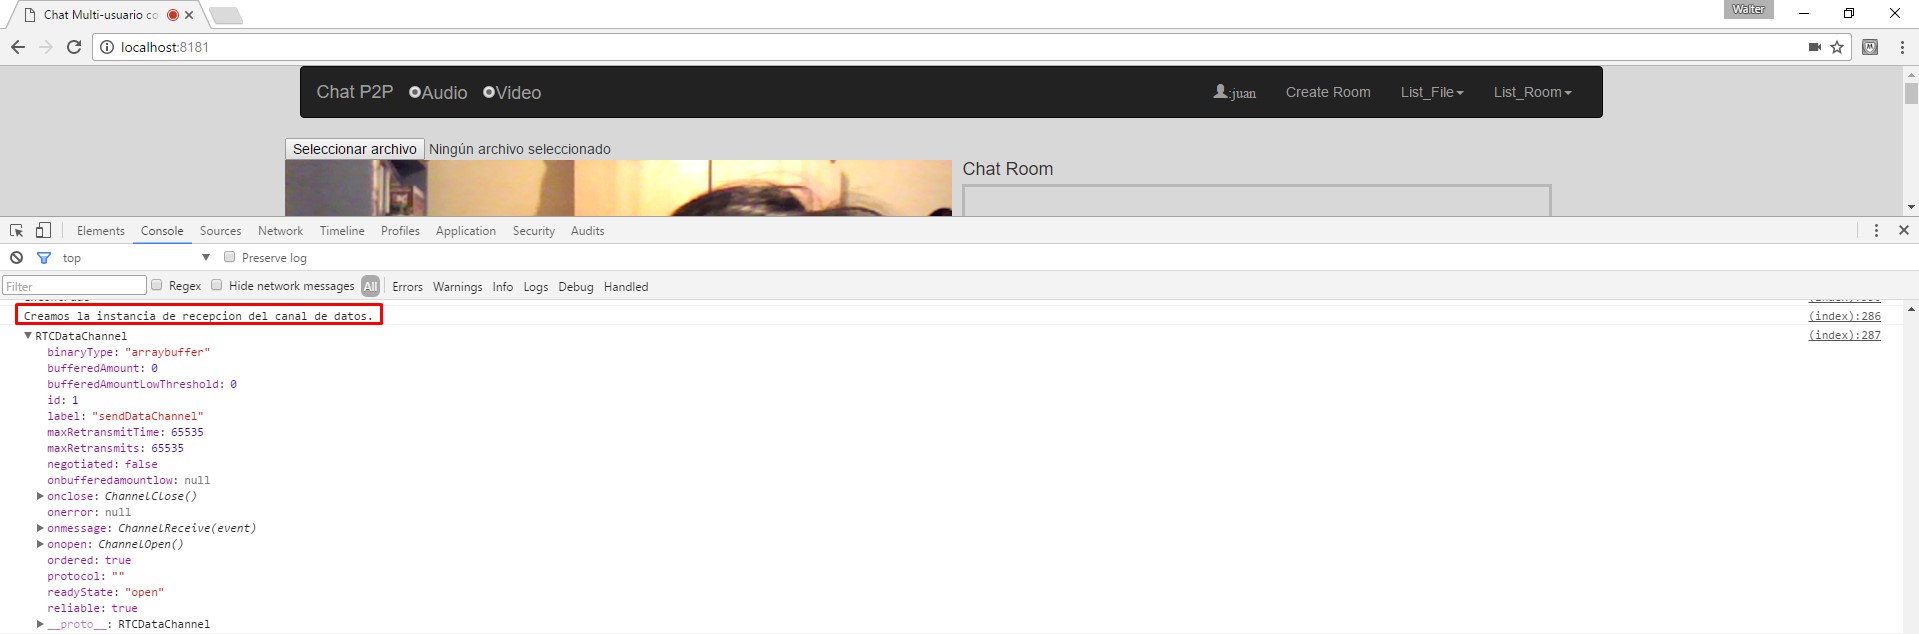 Chat Multi-usuario co
Walter
localhost:8181
Chat P2P Audio Video :juan Create Room List_File List_Room
Seleccionar archivo Ningún archivo seleccionado
Chat Room
Elements Console Sources Network Timeline Profiles Application Security Audits
top Preserve log
Filter Regex Hide network messages All Errors Warnings Info Logs Debug Handled
Creamos la instancia de recepcion del canal de datos. (index):286
RTCDataChannel (index):287
binaryType: "arraybuffer"
bufferedAmount: 0
bufferedAmountLowThreshold: 0
id: 1
label: "sendDataChannel"
maxRetransmitTime: 65535
maxRetransmits: 65535
negotiated: false
onbufferedamountlow: null
onclose: ChannelClose()
onerror: null
onmessage: ChannelReceive(event)
onopen: ChannelOpen()
ordered: true
protocol: ""
readyState: "open"
reliable: true
__proto__: RTCDataChannel